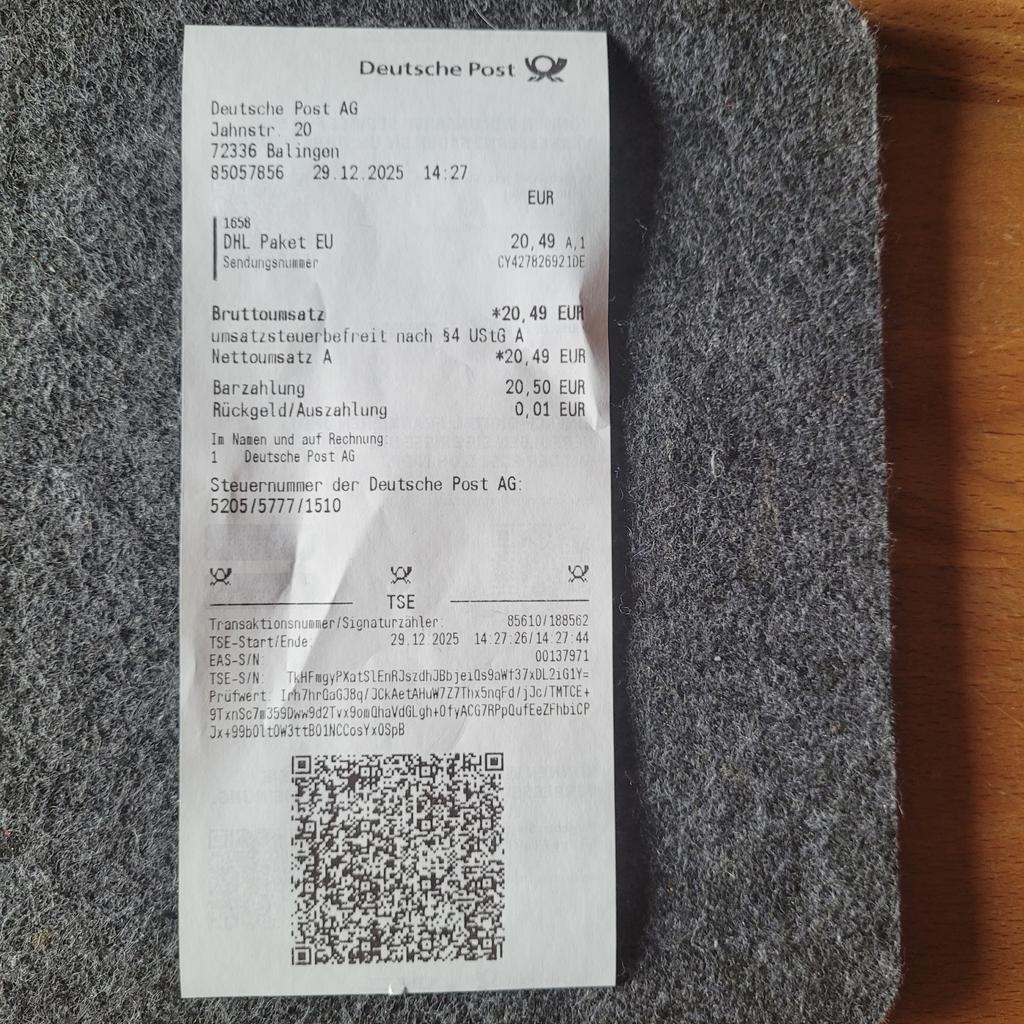 Deutsche Post
Deutsche Post AG
Jahnstr. 20
72336 Balingen
85057856 29.12.2025 14:27
EUR
1658
DHL Paket EU 20,49 A,1
Sendungsnummer CY427826921DE
Bruttoumsatz *20,49 EUR
umsatzsteuerbefreit nach §4 UStG A
Nettoumsatz A *20,49 EUR
Barzahlung 20,50 EUR
Rückgeld/Auszahlung 0,01 EUR
Im Namen und auf Rechnung:
1 Deutsche Post AG
Steuernummer der Deutsche Post AG:
5205/5777/1510
TSE
Transaktionsnummer/Signaturzähler: 85610/188562
TSE-Start/Ende: 29.12.2025 14:27:26/14:27:44
EAS-S/N: 00137971
TSE-S/N:
Prüfwert: